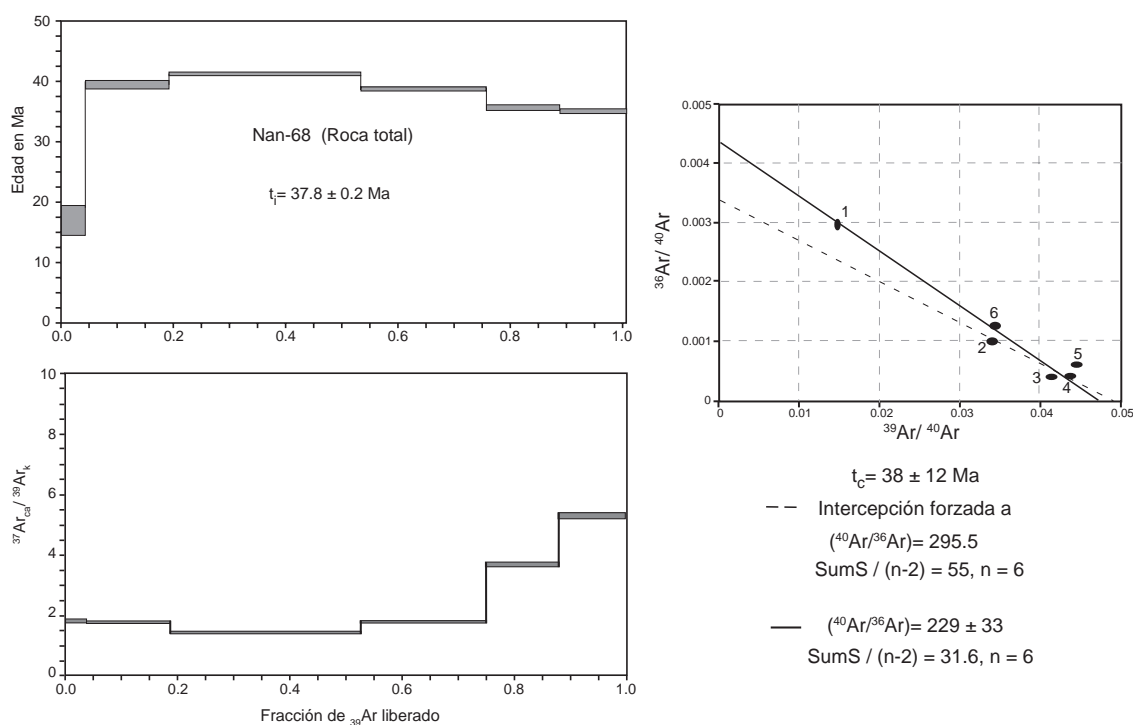 50
40
30
20
10
0
Edad en Ma
Nan-68 (Roca total)
tᵢ= 37.8 ± 0.2 Ma
0.0 0.2 0.4 0.6 0.8 1.0
10
8
6
4
2
0
³⁷Ar_ca/ ³⁹Ar_k
0.0 0.2 0.4 0.6 0.8 1.0
Fracción de ₃₉Ar liberado
0.005
0.004
0.003
0.002
0.001
0
³⁶Ar/ ⁴⁰Ar
1
6
2
5
3
4
0 0.01 0.02 0.03 0.04 0.05
³⁹Ar/ ⁴⁰Ar
t_c= 38 ± 12 Ma
Intercepción forzada a
(⁴⁰Ar/³⁶Ar)= 295.5
SumS / (n-2) = 55, n = 6
(⁴⁰Ar/³⁶Ar)= 229 ± 33
SumS / (n-2) = 31.6, n = 6